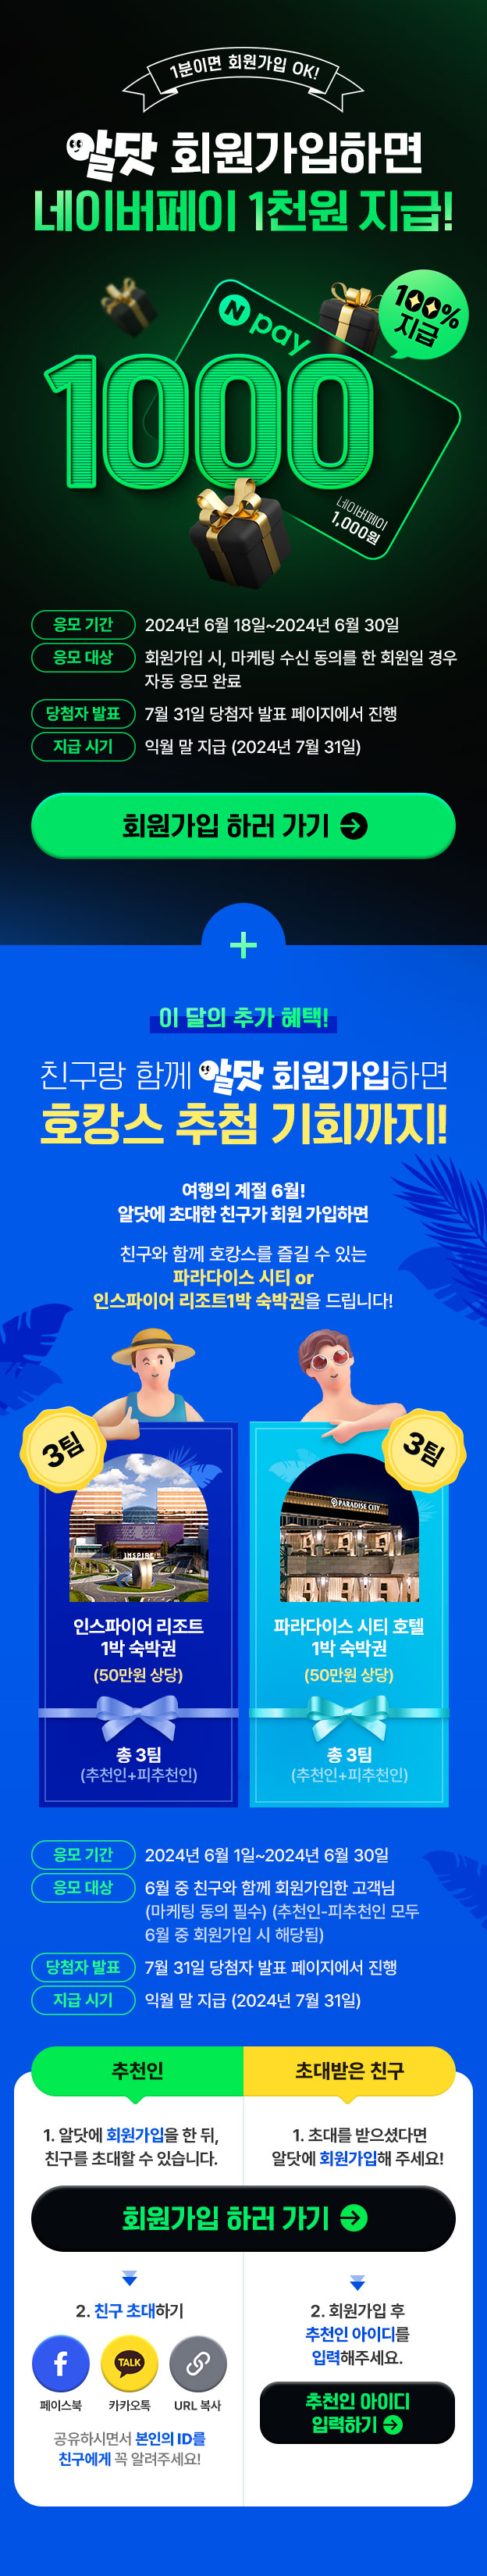 1분이면 회원가입 OK!
알닷 회원가입하면
네이버페이 1천원 지급!
N pay
100%
지급
1000
네이버페이
1,000원
응모 기간 2024년 6월 18일~2024년 6월 30일
응모 대상 회원가입 시, 마케팅 수신 동의를 한 회원일 경우
자동 응모 완료
당첨자 발표 7월 31일 당첨자 발표 페이지에서 진행
지급 시기 익월 말 지급 (2024년 7월 31일)
회원가입 하러 가기
+
이 달의 추가 혜택!
친구랑 함께 알닷 회원가입하면
호캉스 추첨 기회까지!
여행의 계절 6월!
알닷에 초대한 친구가 회원 가입하면
친구와 함께 호캉스를 즐길 수 있는
파라다이스 시티 or
인스파이어 리조트1박 숙박권을 드립니다!
3팀
INSPIRE
인스파이어 리조트
1박 숙박권
(50만원 상당)
총 3팀
(추천인+피추천인)
3팀
PARADISE CITY
파라다이스 시티 호텔
1박 숙박권
(50만원 상당)
총 3팀
(추천인+피추천인)
응모 기간 2024년 6월 1일~2024년 6월 30일
응모 대상 6월 중 친구와 함께 회원가입한 고객님
(마케팅 동의 필수) (추천인-피추천인 모두
6월 중 회원가입 시 해당됨)
당첨자 발표 7월 31일 당첨자 발표 페이지에서 진행
지급 시기 익월 말 지급 (2024년 7월 31일)
추천인
초대받은 친구
1. 알닷에 회원가입을 한 뒤,
친구를 초대할 수 있습니다.
1. 초대를 받으셨다면
알닷에 회원가입해 주세요!
회원가입 하러 가기
2. 친구 초대하기
f
TALK
페이스북 카카오톡 URL 복사
공유하시면서 본인의 ID를
친구에게 꼭 알려주세요!
2. 회원가입 후
추천인 아이디를
입력해주세요.
추천인 아이디
입력하기